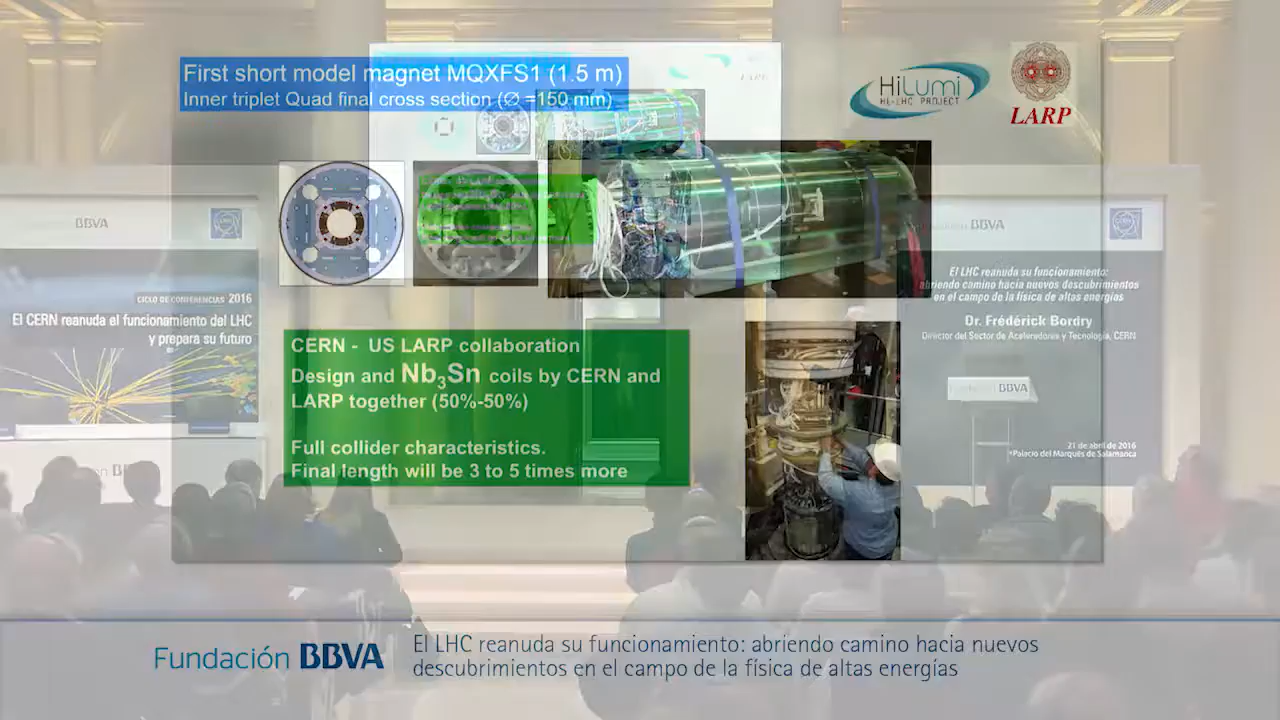 First short model magnet MQXFS1 (1.5 m)
Inner triplet Quad final cross section (∅ =150 mm)
HiLumi
HL-LHC PROJECT
LARP
LARP
BBVA
CICLO DE CONFERENCIAS 2016
El CERN reanuda el funcionamiento del LHC
y prepara su futuro
BBVA
El LHC reanuda su funcionamiento:
abriendo camino hacia nuevos descubrimientos
en el campo de la física de altas energías
Dr. Frédérick Bordry
Director del Sector de Aceleradores y Tecnología, CERN
Fundación BBVA
21 de abril de 2016
Palacio del Marqués de Salamanca
CERN - US LARP collaboration
Design and Nb3Sn coils by CERN and
LARP together (50%-50%)
Full collider characteristics.
Final length will be 3 to 5 times more
Fundación BBVA
El LHC reanuda su funcionamiento: abriendo camino hacia nuevos
descubrimientos en el campo de la física de altas energías